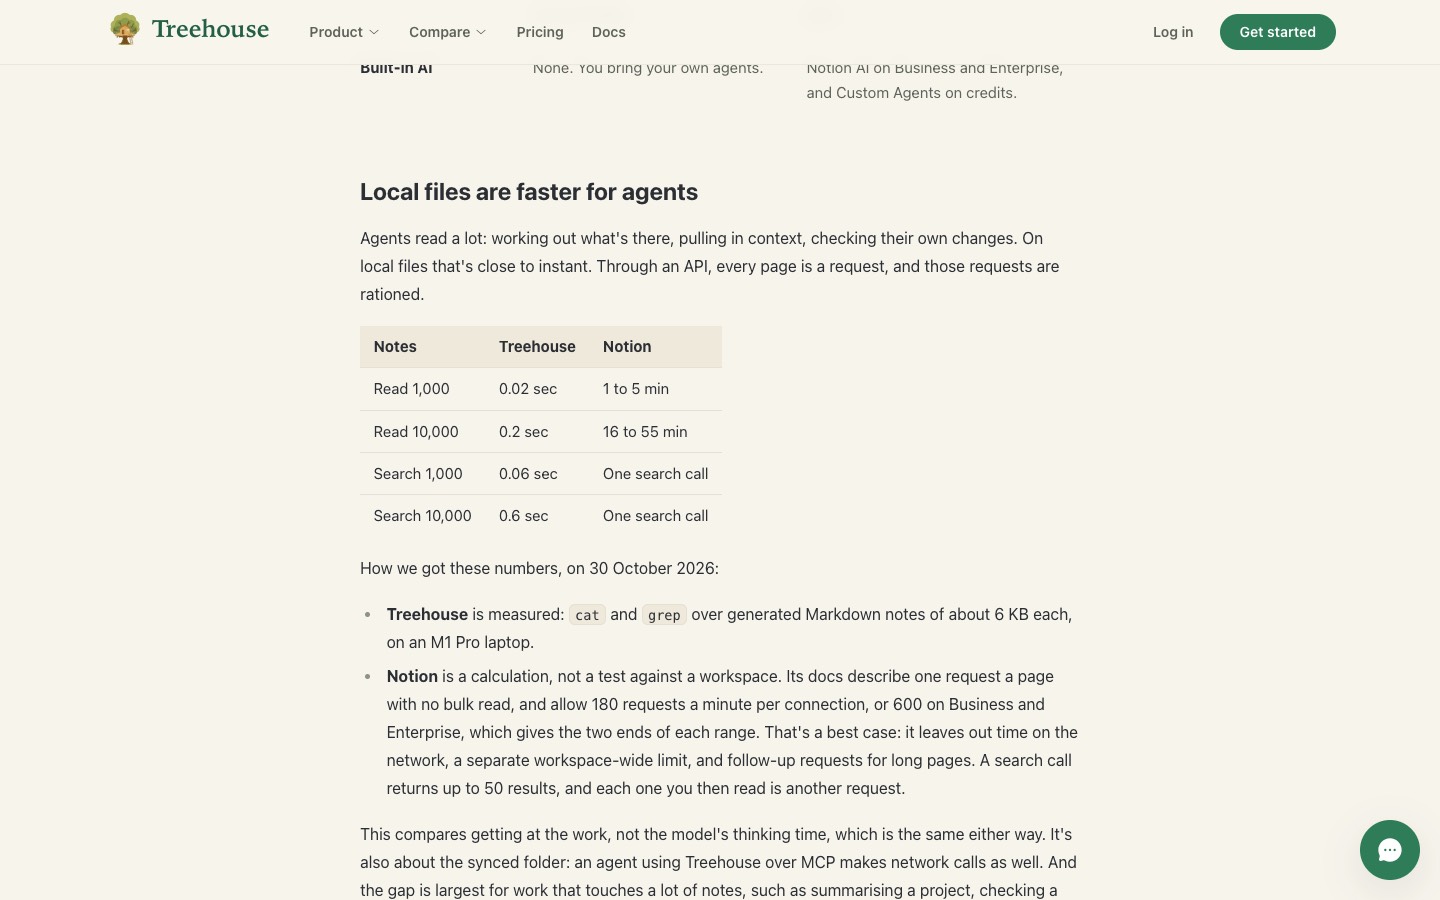 Treehouse
Product
Compare
Pricing
Docs
Log in
Get started
Built-in AI
None. You bring your own agents.
Notion AI on Business and Enterprise,
and Custom Agents on credits.
Local files are faster for agents
Agents read a lot: working out what's there, pulling in context, checking their own changes. On
local files that's close to instant. Through an API, every page is a request, and those requests are
rationed.
Notes Treehouse Notion
Read 1,000 0.02 sec 1 to 5 min
Read 10,000 0.2 sec 16 to 55 min
Search 1,000 0.06 sec One search call
Search 10,000 0.6 sec One search call
How we got these numbers, on 30 October 2026:
Treehouse is measured: cat and grep over generated Markdown notes of about 6 KB each,
on an M1 Pro laptop.
Notion is a calculation, not a test against a workspace. Its docs describe one request a page
with no bulk read, and allow 180 requests a minute per connection, or 600 on Business and
Enterprise, which gives the two ends of each range. That's a best case: it leaves out time on the
network, a separate workspace-wide limit, and follow-up requests for long pages. A search call
returns up to 50 results, and each one you then read is another request.
This compares getting at the work, not the model's thinking time, which is the same either way. It's
also about the synced folder: an agent using Treehouse over MCP makes network calls as well. And
the gap is largest for work that touches a lot of notes, such as summarising a project, checking a